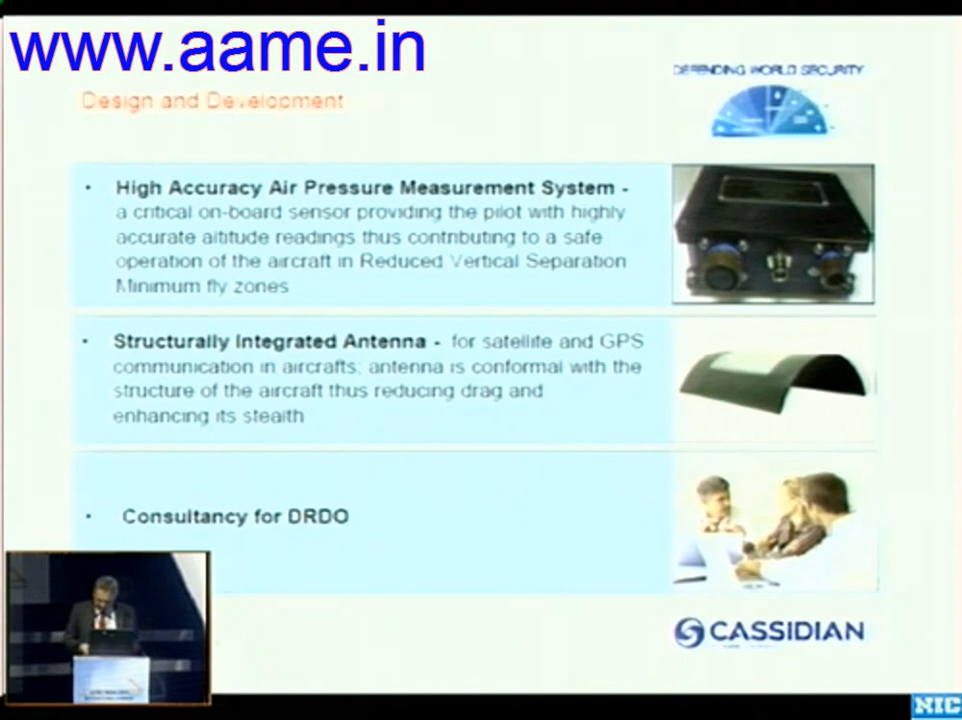 www.aame.in
DEFENDING WORLD SECURITY
Design and Development
• High Accuracy Air Pressure Measurement System -
a critical on-board sensor providing the pilot with highly
accurate altitude readings thus contributing to a safe
operation of the aircraft in Reduced Vertical Separation
Minimum fly zones
• Structurally Integrated Antenna - for satellite and GPS
communication in aircrafts; antenna is conformal with the
structure of the aircraft thus reducing drag and
enhancing its stealth
• Consultancy for DRDO
CASSIDIAN
NIC